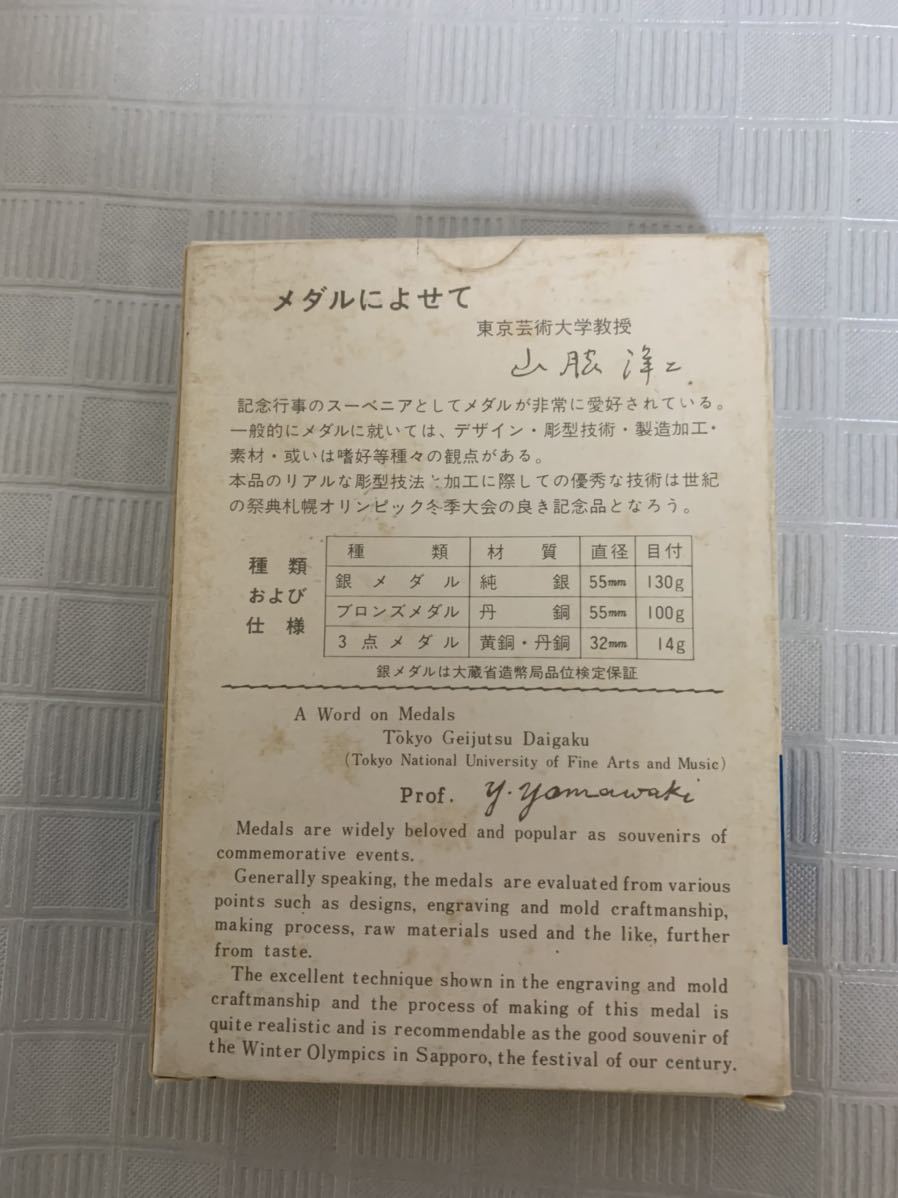 メダルによせて
東京芸術大学教授
山脇洋二
記念行事のスーベニアとしてメダルが非常に愛好されている。
一般的にメダルに就いては、デザイン・彫型技術・製造加工・
素材・或いは嗜好等種々の観点がある。
本品のリアルな彫型技法と加工に際しての優秀な技術は世紀
の祭典札幌オリンピック冬季大会の良き記念品となろう。
種類
および
仕様
種類 材質 直径 目付
銀メダル 純銀 55mm 130g
ブロンズメダル 丹銅 55mm 100g
3点メダル 黄銅・丹銅 32mm 14g
銀メダルは大蔵省造幣局品位検定保証
A Word on Medals
Tōkyo Geijutsu Daigaku
(Tokyo National University of Fine Arts and Music)
Prof. Y. Yamawaki
Medals are widely beloved and popular as souvenirs of
commemorative events.
Generally speaking, the medals are evaluated from various
points such as designs, engraving and mold craftmanship,
making process, raw materials used and the like, further
from taste.
The excellent technique shown in the engraving and mold
craftmanship and the process of making of this medal is
quite realistic and is recommendable as the good souvenir of
the Winter Olympics in Sapporo, the festival of our century.